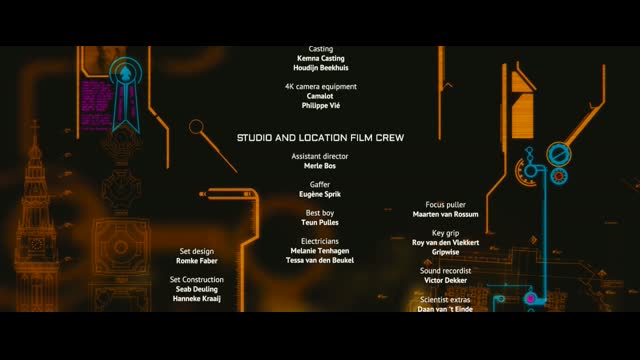 Casting
Kemna Casting
Houdijn Beekhuis
4K camera equipment
Camalot
Philippe Vié
STUDIO AND LOCATION FILM CREW
Assistant director
Merle Bos
Gaffer
Eugène Sprik
Best boy
Teun Pulles
Electricians
Melanie Tenhagen
Tessa van den Beukel
Set design
Romke Faber
Set Construction
Seab Deuling
Hanneke Kraaij
Focus puller
Maarten van Rossum
Key grip
Roy van den Vlekkert
Gripwise
Sound recordist
Victor Dekker
Scientist extras
Daan van 't Einde